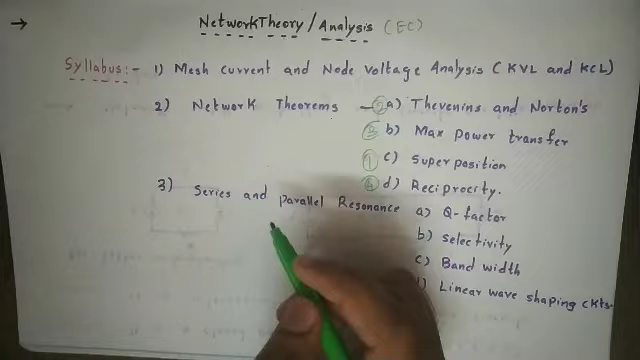 → Network Theory / Analysis (EC)
Syllabus:- 1) Mesh current and Node voltage Analysis (KVL and KCL)
2) Network Theorems - a) Thevenins and Norton's
b) Max power transfer
① c) Superposition
④ d) Reciprocity.
3) Series and parallel Resonance a) Q-factor
b) selectivity
c) Band width
d) Linear wave shaping cKts.